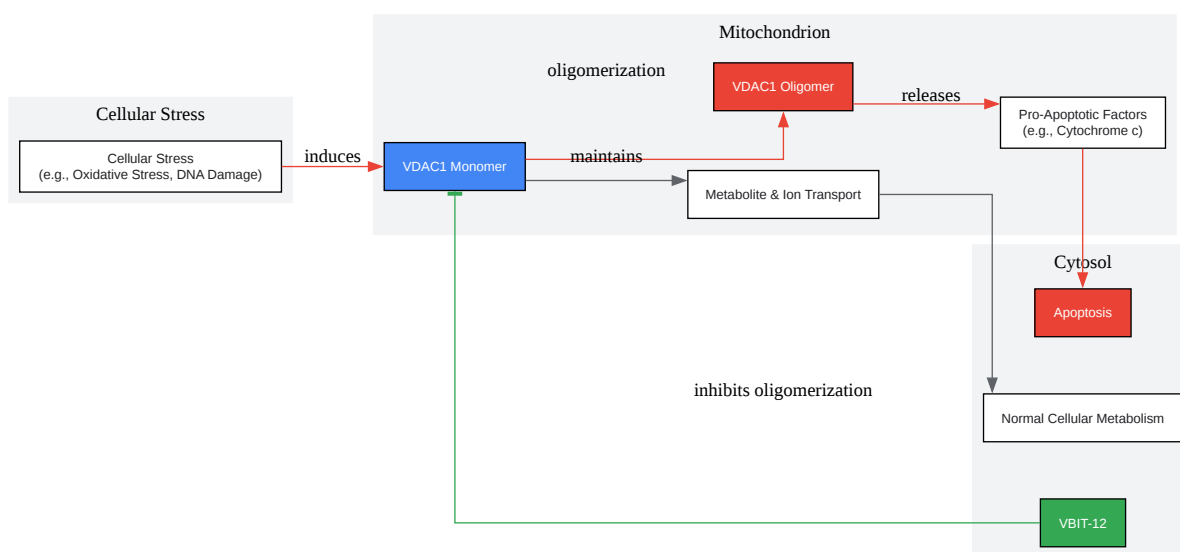 Mitochondrion
oligomerization
VDAC1 Oligomer
releases
Pro-Apoptotic Factors
(e.g., Cytochrome c)
Cellular Stress
Cellular Stress
(e.g., Oxidative Stress, DNA Damage)
induces
VDAC1 Monomer
maintains
Metabolite & Ion Transport
Cytosol
Apoptosis
inhibits oligomerization
Normal Cellular Metabolism
VBIT-12